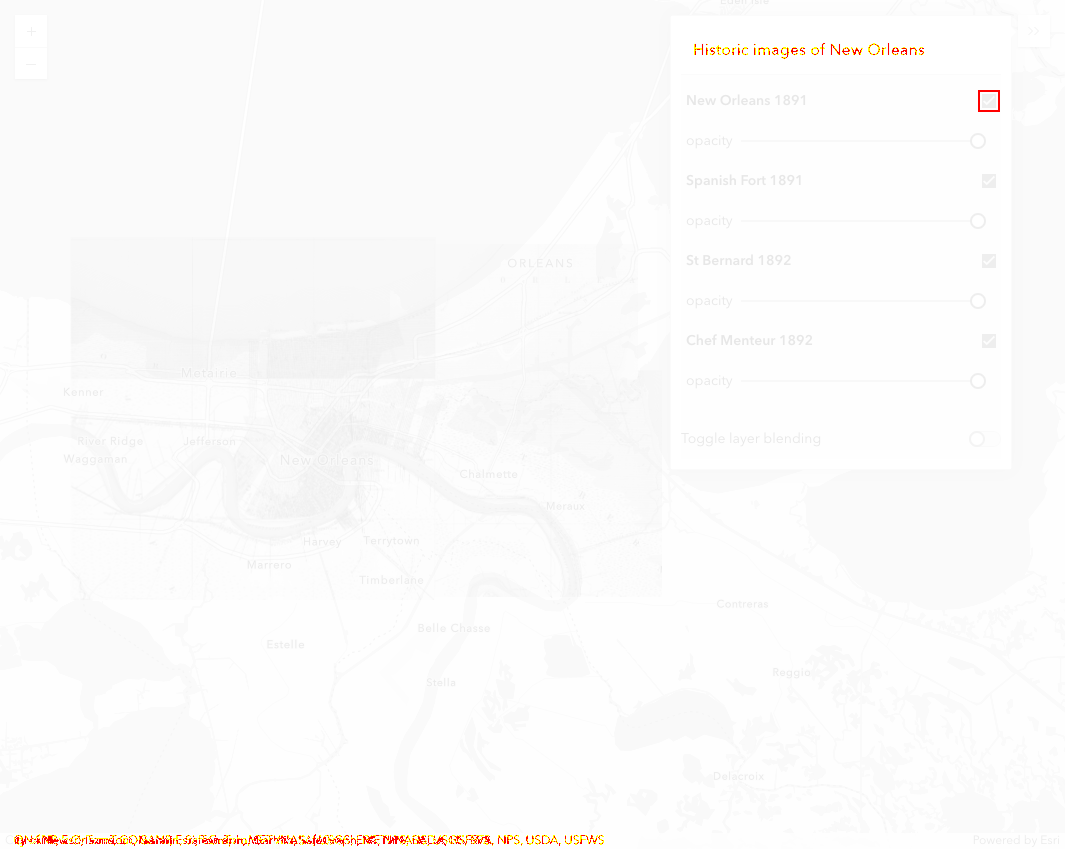 Eden Isle
Historic images of New Orleans
New Orleans 1891
opacity
Spanish Fort 1891
opacity
ORLEANS
St Bernard 1892
opacity
Chef Menteur 1892
Metairie
opacity
Kenner
River Ridge
Jefferson
Toggle layer blending
Waggaman
New Orleans
Chalmette
Meraux
Harvey
Terrytown
Marrero
Timberlane
Contreras
Belle Chasse
Estelle
Reggio
Stella
Delacroix
NPS, USDA, USFWS
Powered by Esri